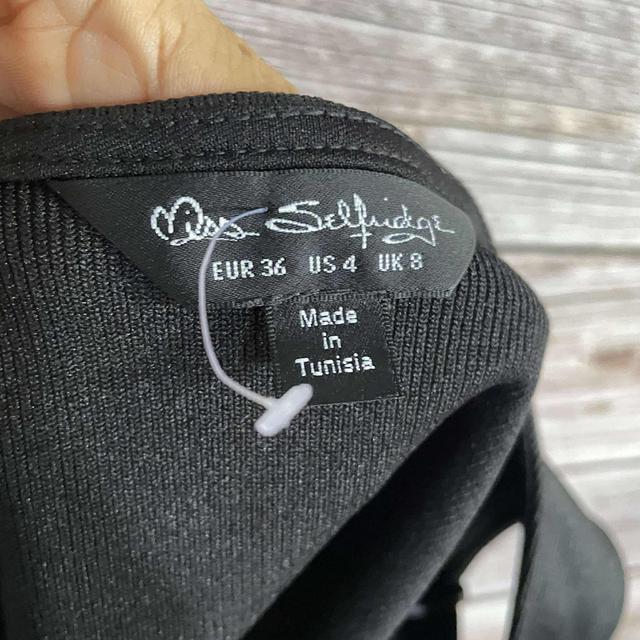 Miss Selfridge
EUR 36 US 4 UK 8
Made
in
Tunisia